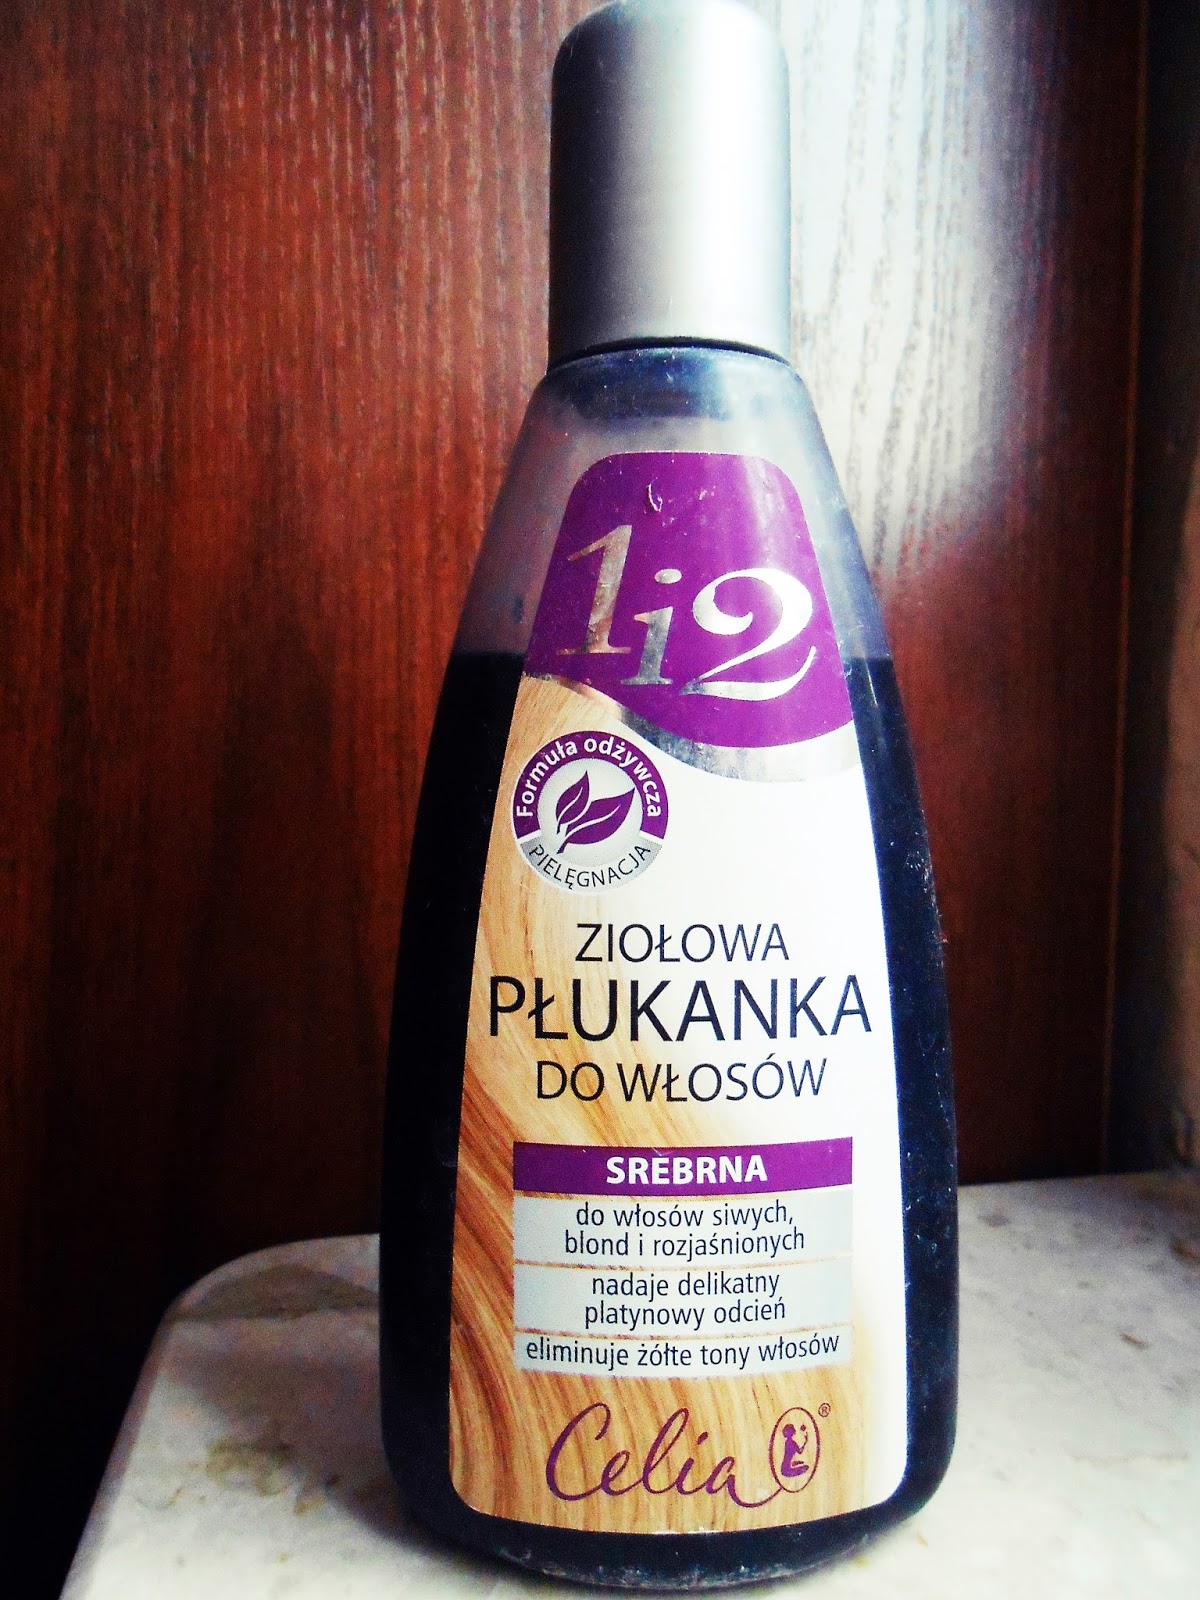 1i2
Formuła odżywcza
PIELĘGNACJA
ZIOŁOWA
PŁUKANKA
DO WŁOSÓW
SREBRNA
do włosów siwych,
blond i rozjaśnionych
nadaje delikatny
platynowy odcień
eliminuje żółte tony włosów
Celia®